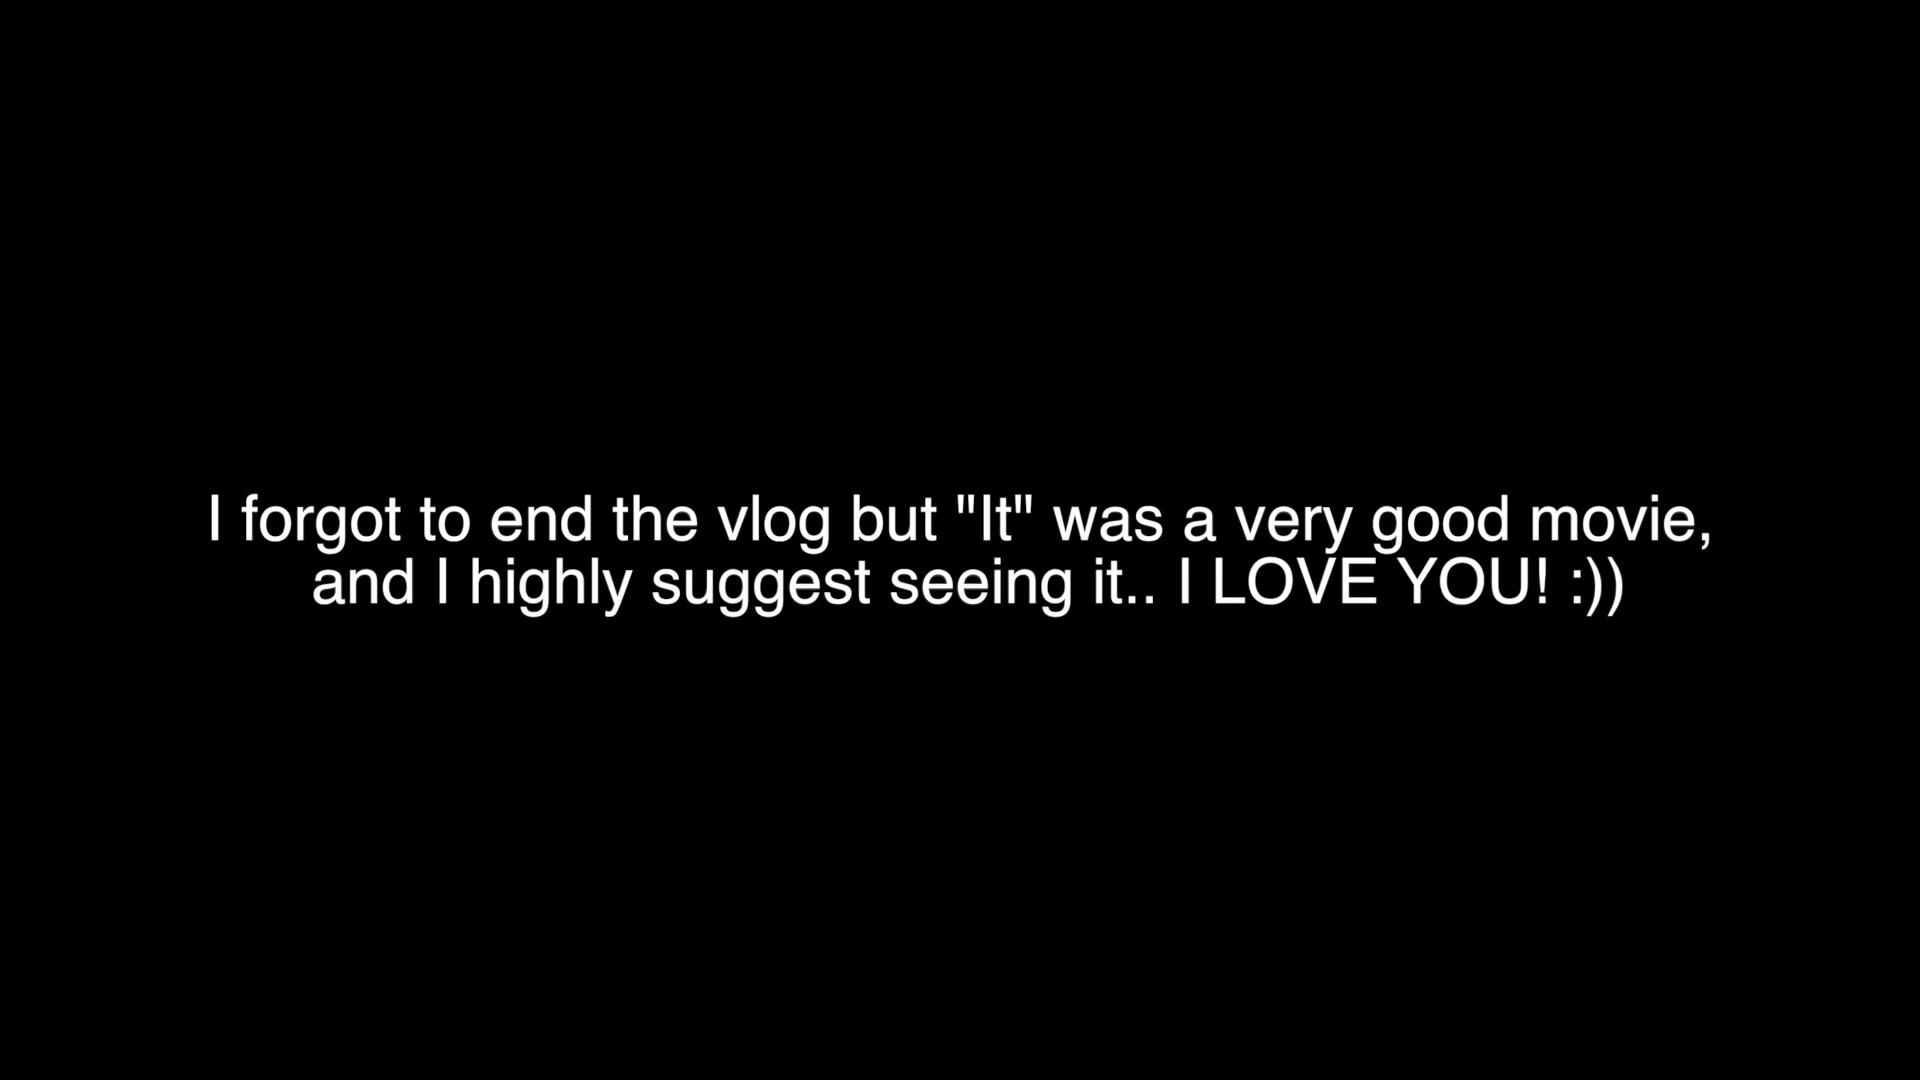 I forgot to end the vlog but "It" was a very good movie,
and I highly suggest seeing it.. I LOVE YOU! :))